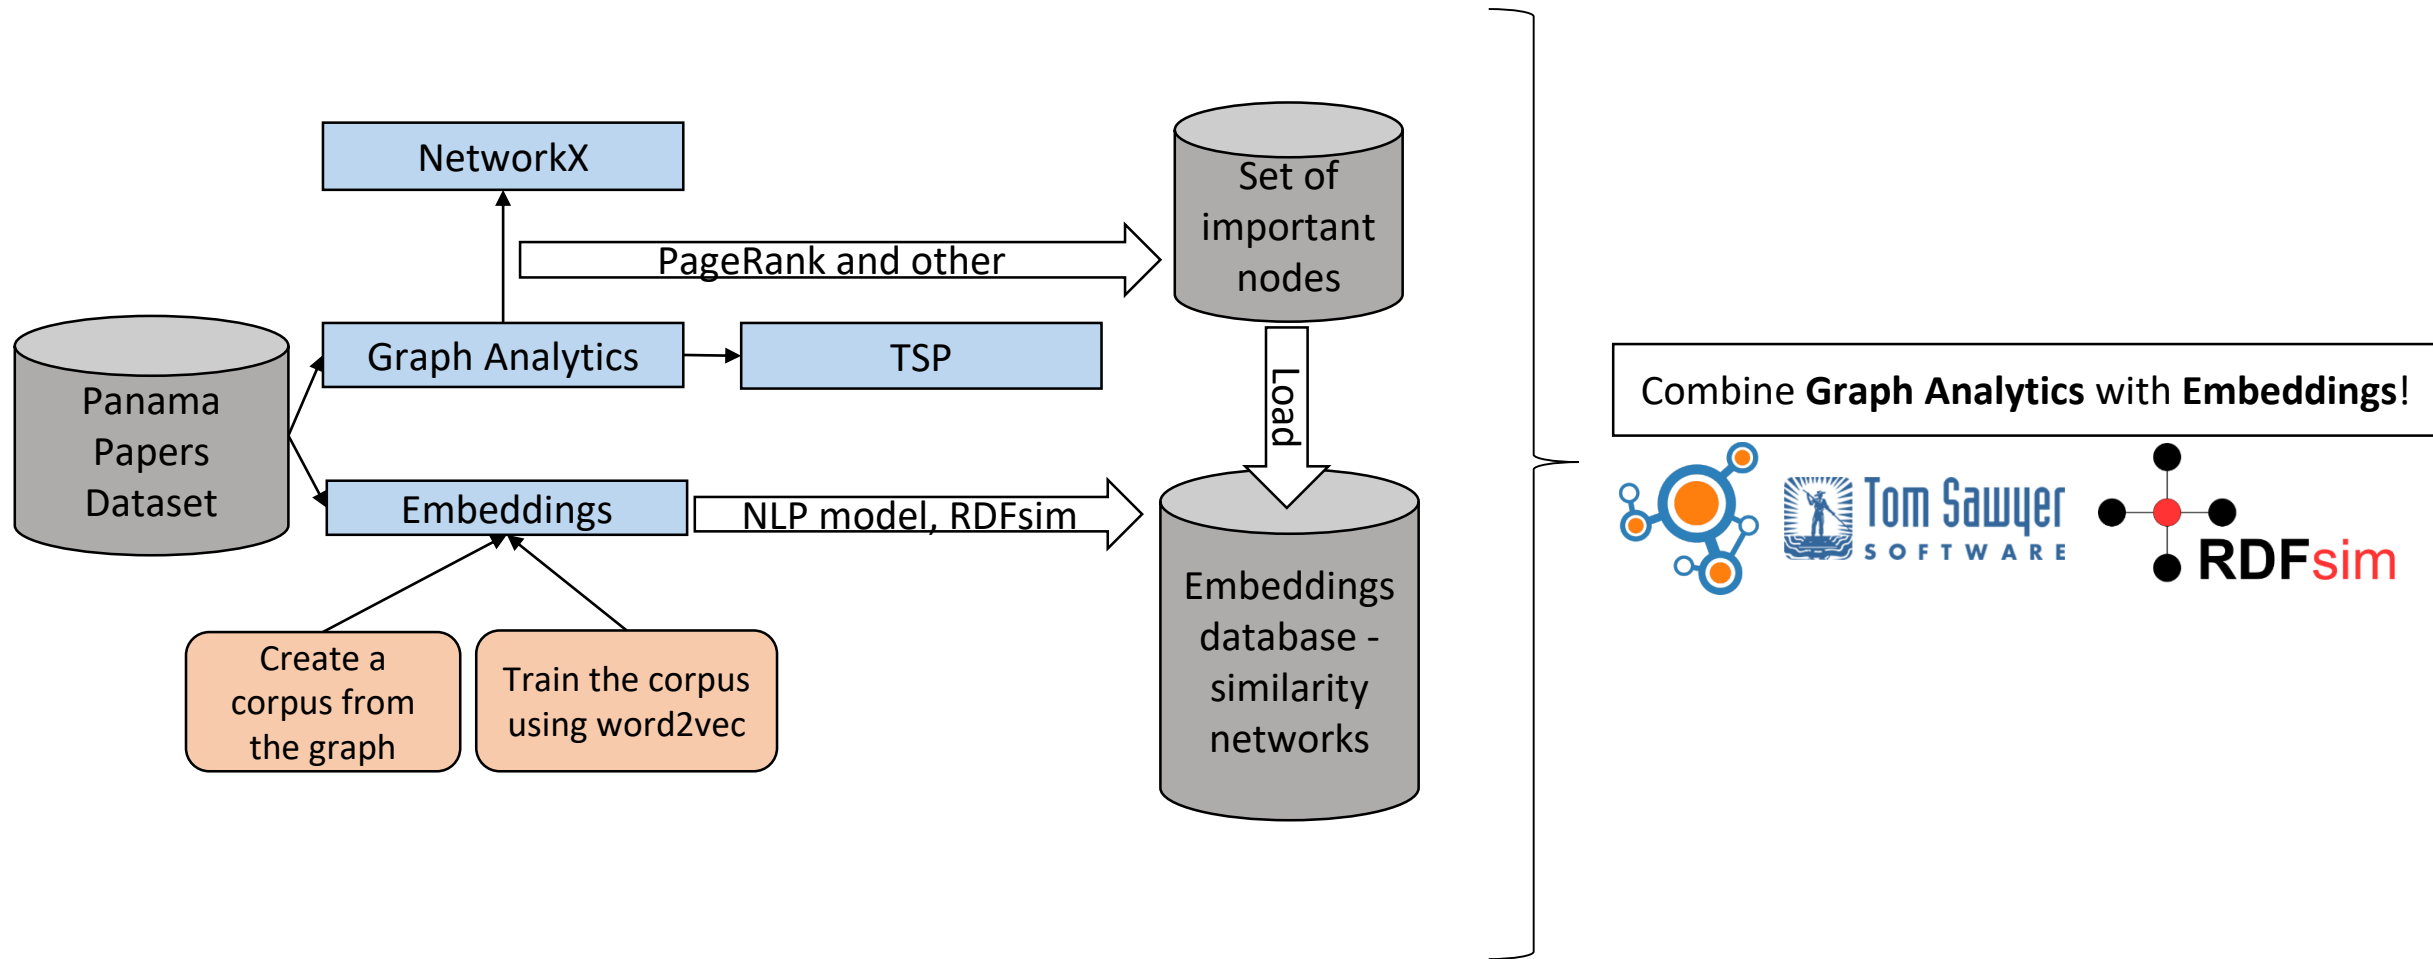 NetworkX
PageRank and other
Set of
important
nodes
Graph Analytics
TSP
Load
Panama
Papers
Dataset
Embeddings
NLP model, RDFsim
Create a
corpus from
the graph
Train the corpus
using word2vec
Embeddings
database -
similarity
networks
Combine Graph Analytics with Embeddings!
Tom Sawyer
SOFTWARE
RDFsim